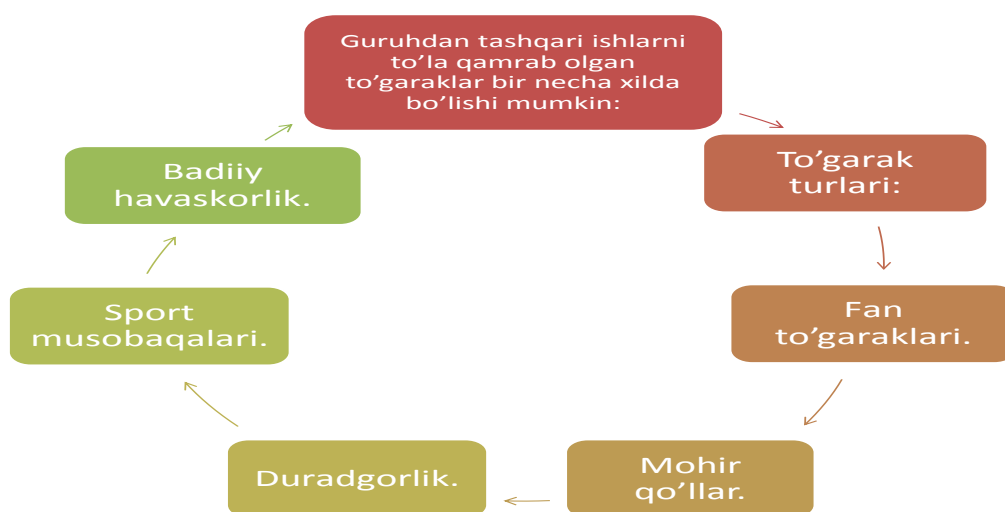 Guruhdan tashqari ishlarni
to’la qamrab olgan
to’garaklar bir necha xilda
bo’lishi mumkin:
To’garak
turlari:
Fan
to’garaklari.
Mohir
qo’llar.
Duradgorlik.
Sport
musobaqalari.
Badiiy
havaskorlik.